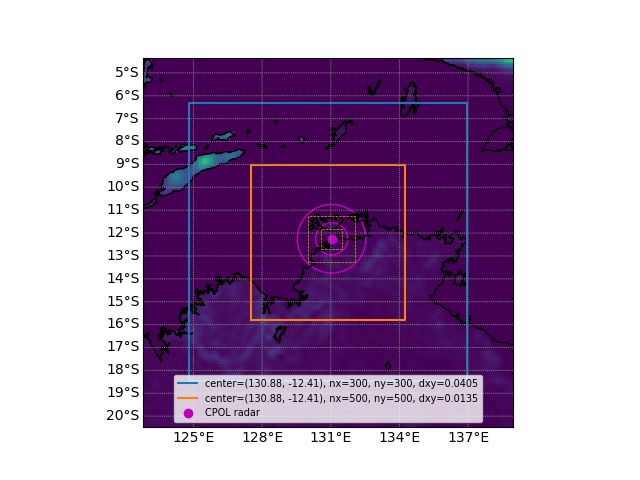 5°S
6°S
7°S
8°S
9°S
10°S
11°S
12°S
13°S
14°S
15°S
16°S
17°S
18°S
19°S
20°S
center=(130.88, -12.41), nx=300, ny=300, dxy=0.0405
center=(130.88, -12.41), nx=500, ny=500, dxy=0.0135
CPOL radar
125°E 128°E 131°E 134°E 137°E